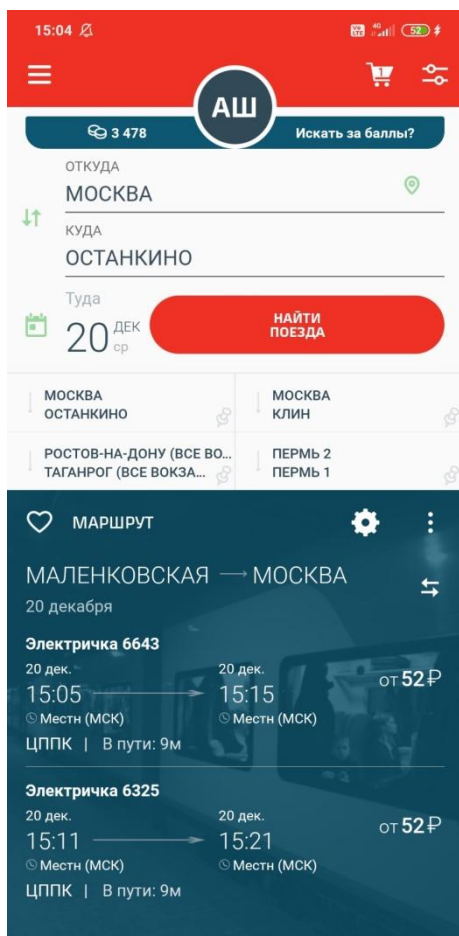 15:04 Vo LTE 4G 52
1
АШ
3 478 Искать за баллы?
ОТКУДА
МОСКВА
КУДА
ОСТАНКИНО
Туда
20 ДЕК
ср
НАЙТИ
ПОЕЗДА
МОСКВА
ОСТАНКИНО
МОСКВА
КЛИН
РОСТОВ-НА-ДОНУ (ВСЕ ВО...
ТАГАНРОГ (ВСЕ ВОКЗА...
ПЕРМЬ 2
ПЕРМЬ 1
МАРШРУТ
МАЛЕНКОВСКАЯ → МОСКВА
20 декабря
Электричка 6643
20 дек. 20 дек.
15:05 15:15 от 52 ₽
Местн (МСК) Местн (МСК)
ЦППК | В пути: 9м
Электричка 6325
20 дек. 20 дек.
15:11 15:21 от 52 ₽
Местн (МСК) Местн (МСК)
ЦППК | В пути: 9м